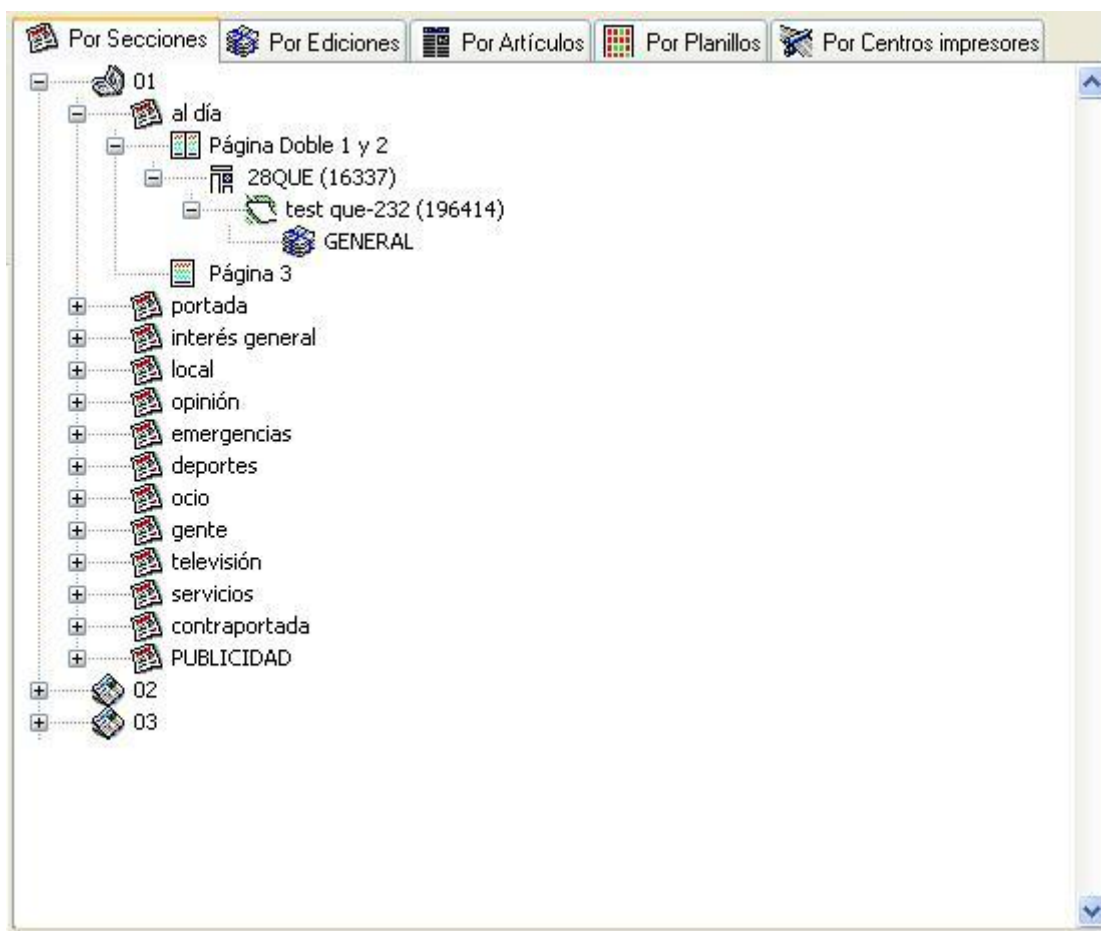 Por Secciones Por Ediciones Por Artículos Por Planillos Por Centros impresores
01
al día
Página Doble 1 y 2
28QUE (16337)
test que-232 (196414)
GENERAL
Página 3
portada
interés general
local
opinión
emergencias
deportes
ocio
gente
televisión
servicios
contraportada
PUBLICIDAD
02
03